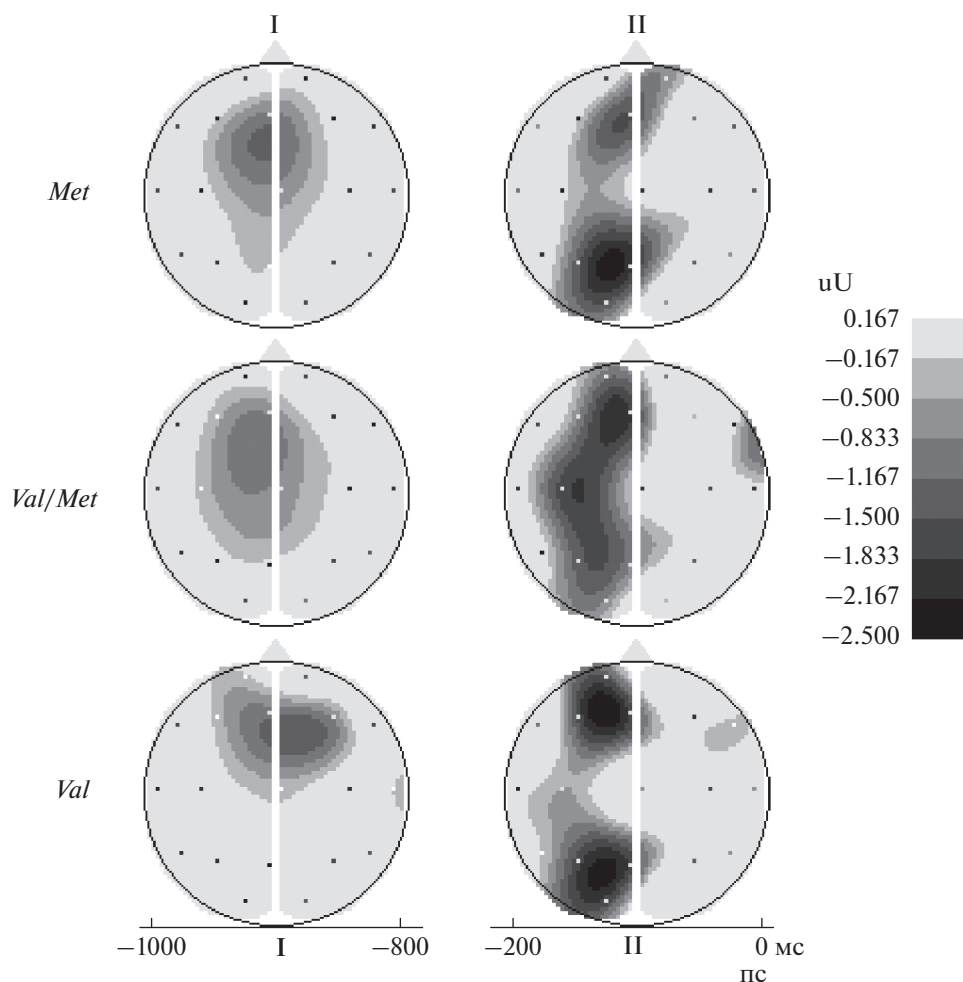 I II
Met
uU
0.167
−0.167
−0.500
−0.833
−1.167
−1.500
−1.833
−2.167
−2.500
Val/Met
Val
−1000 I −800 −200 II 0 мс
пс